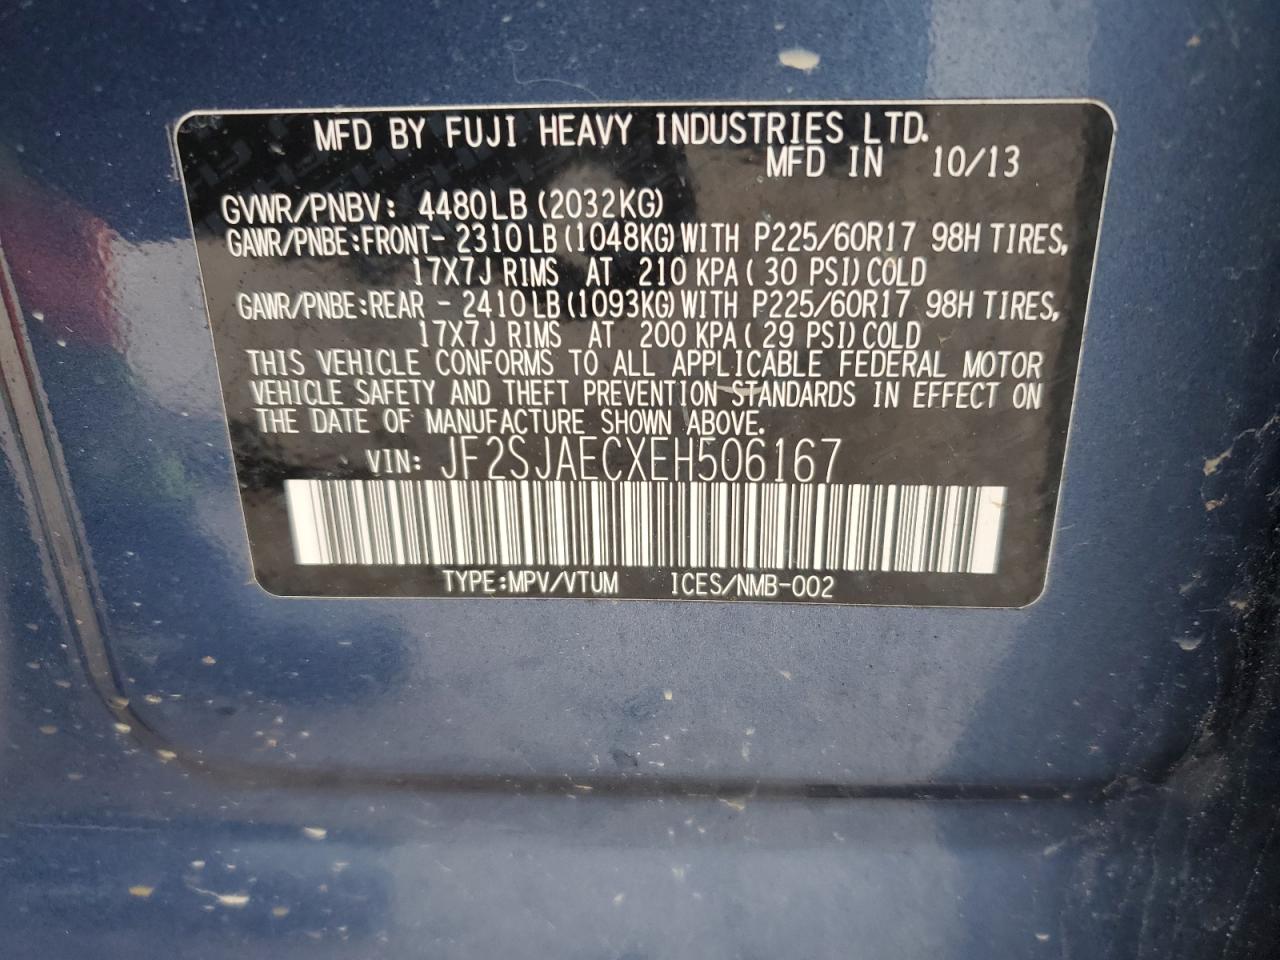 MFD BY FUJI HEAVY INDUSTRIES LTD.
MFD IN 10/13
GVWR/PNBV: 4480LB (2032KG)
GAWR/PNBE:FRONT- 2310 LB (1048KG) WITH P225/60R17 98H TIRES,
17X7J RIMS AT 210 KPA ( 30 PSI) COLD
GAWR/PNBE:REAR - 2410 LB (1093KG) WITH P225/60R17 98H TIRES,
17X7J RIMS AT 200 KPA ( 29 PSI) COLD
THIS VEHICLE CONFORMS TO ALL APPLICABLE FEDERAL MOTOR
VEHICLE SAFETY AND THEFT PREVENTION STANDARDS IN EFFECT ON
THE DATE OF MANUFACTURE SHOWN ABOVE.
VIN: JF2SJAECXEH506167
TYPE:MPV/VTUM ICES/NMB-002